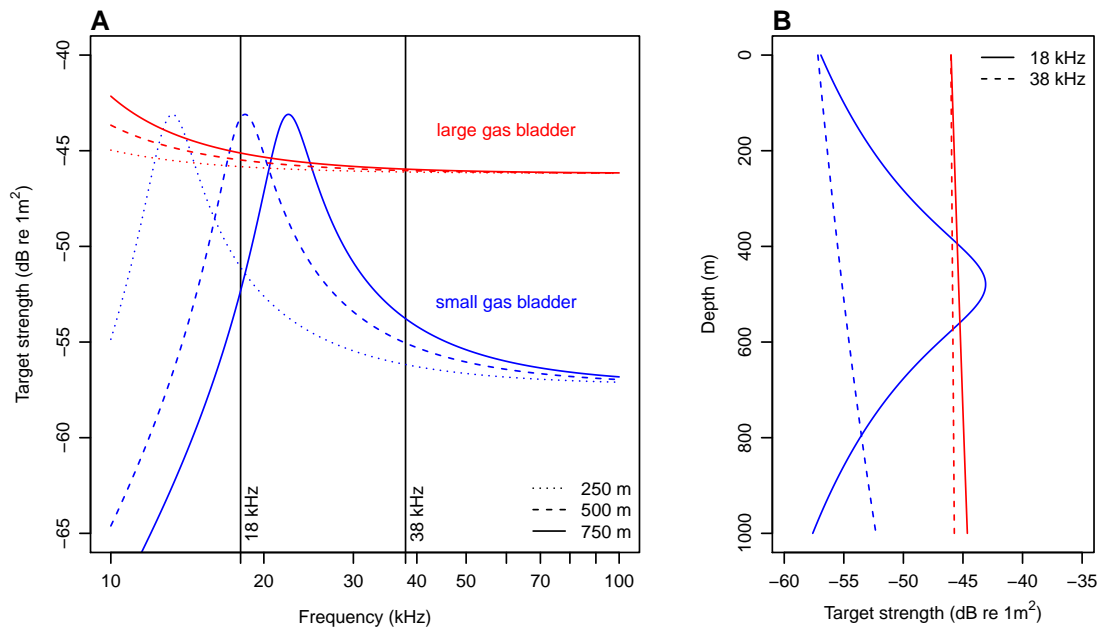 A
Target strength (dB re 1m²)
−40
−45
−50
−55
−60
−65
large gas bladder
small gas bladder
250 m
500 m
750 m
18 kHz
38 kHz
10
20
30
40
50
70
100
Frequency (kHz)
B
Depth (m)
0
200
400
600
800
1000
18 kHz
38 kHz
−60
−55
−50
−45
−40
−35
Target strength (dB re 1m²)